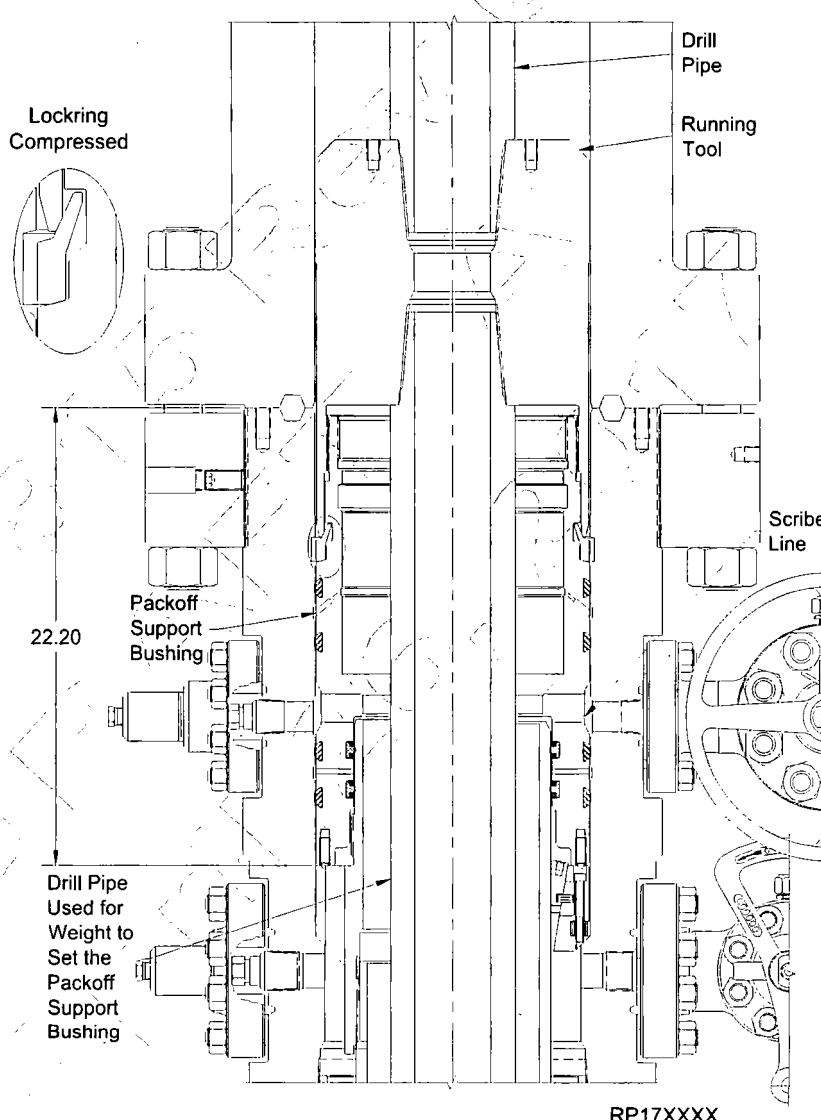 Drill
Pipe
Lockring
Compressed
Running
Tool
Scribe
Line
Packoff
Support
Bushing
22.20
Drill Pipe
Used for
Weight to
Set the
Packoff
Support
Bushing
RP17XXXX